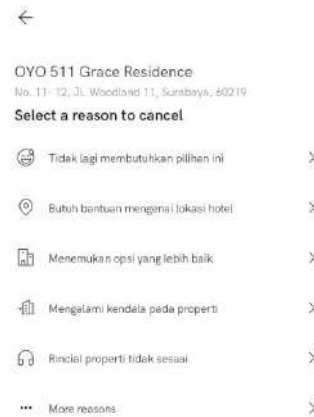 OYO 511 Grace Residence
No. 11- 12, Jl. Woodland 11, Surabaya, 60219
Select a reason to cancel
Tidak lagi membutuhkan pilihan ini
Butuh bantuan mengenai lokasi hotel
Menemukan opsi yang lebih baik
Mengalami kendala pada properti
Rincial properti tidak sesuai
More reasons